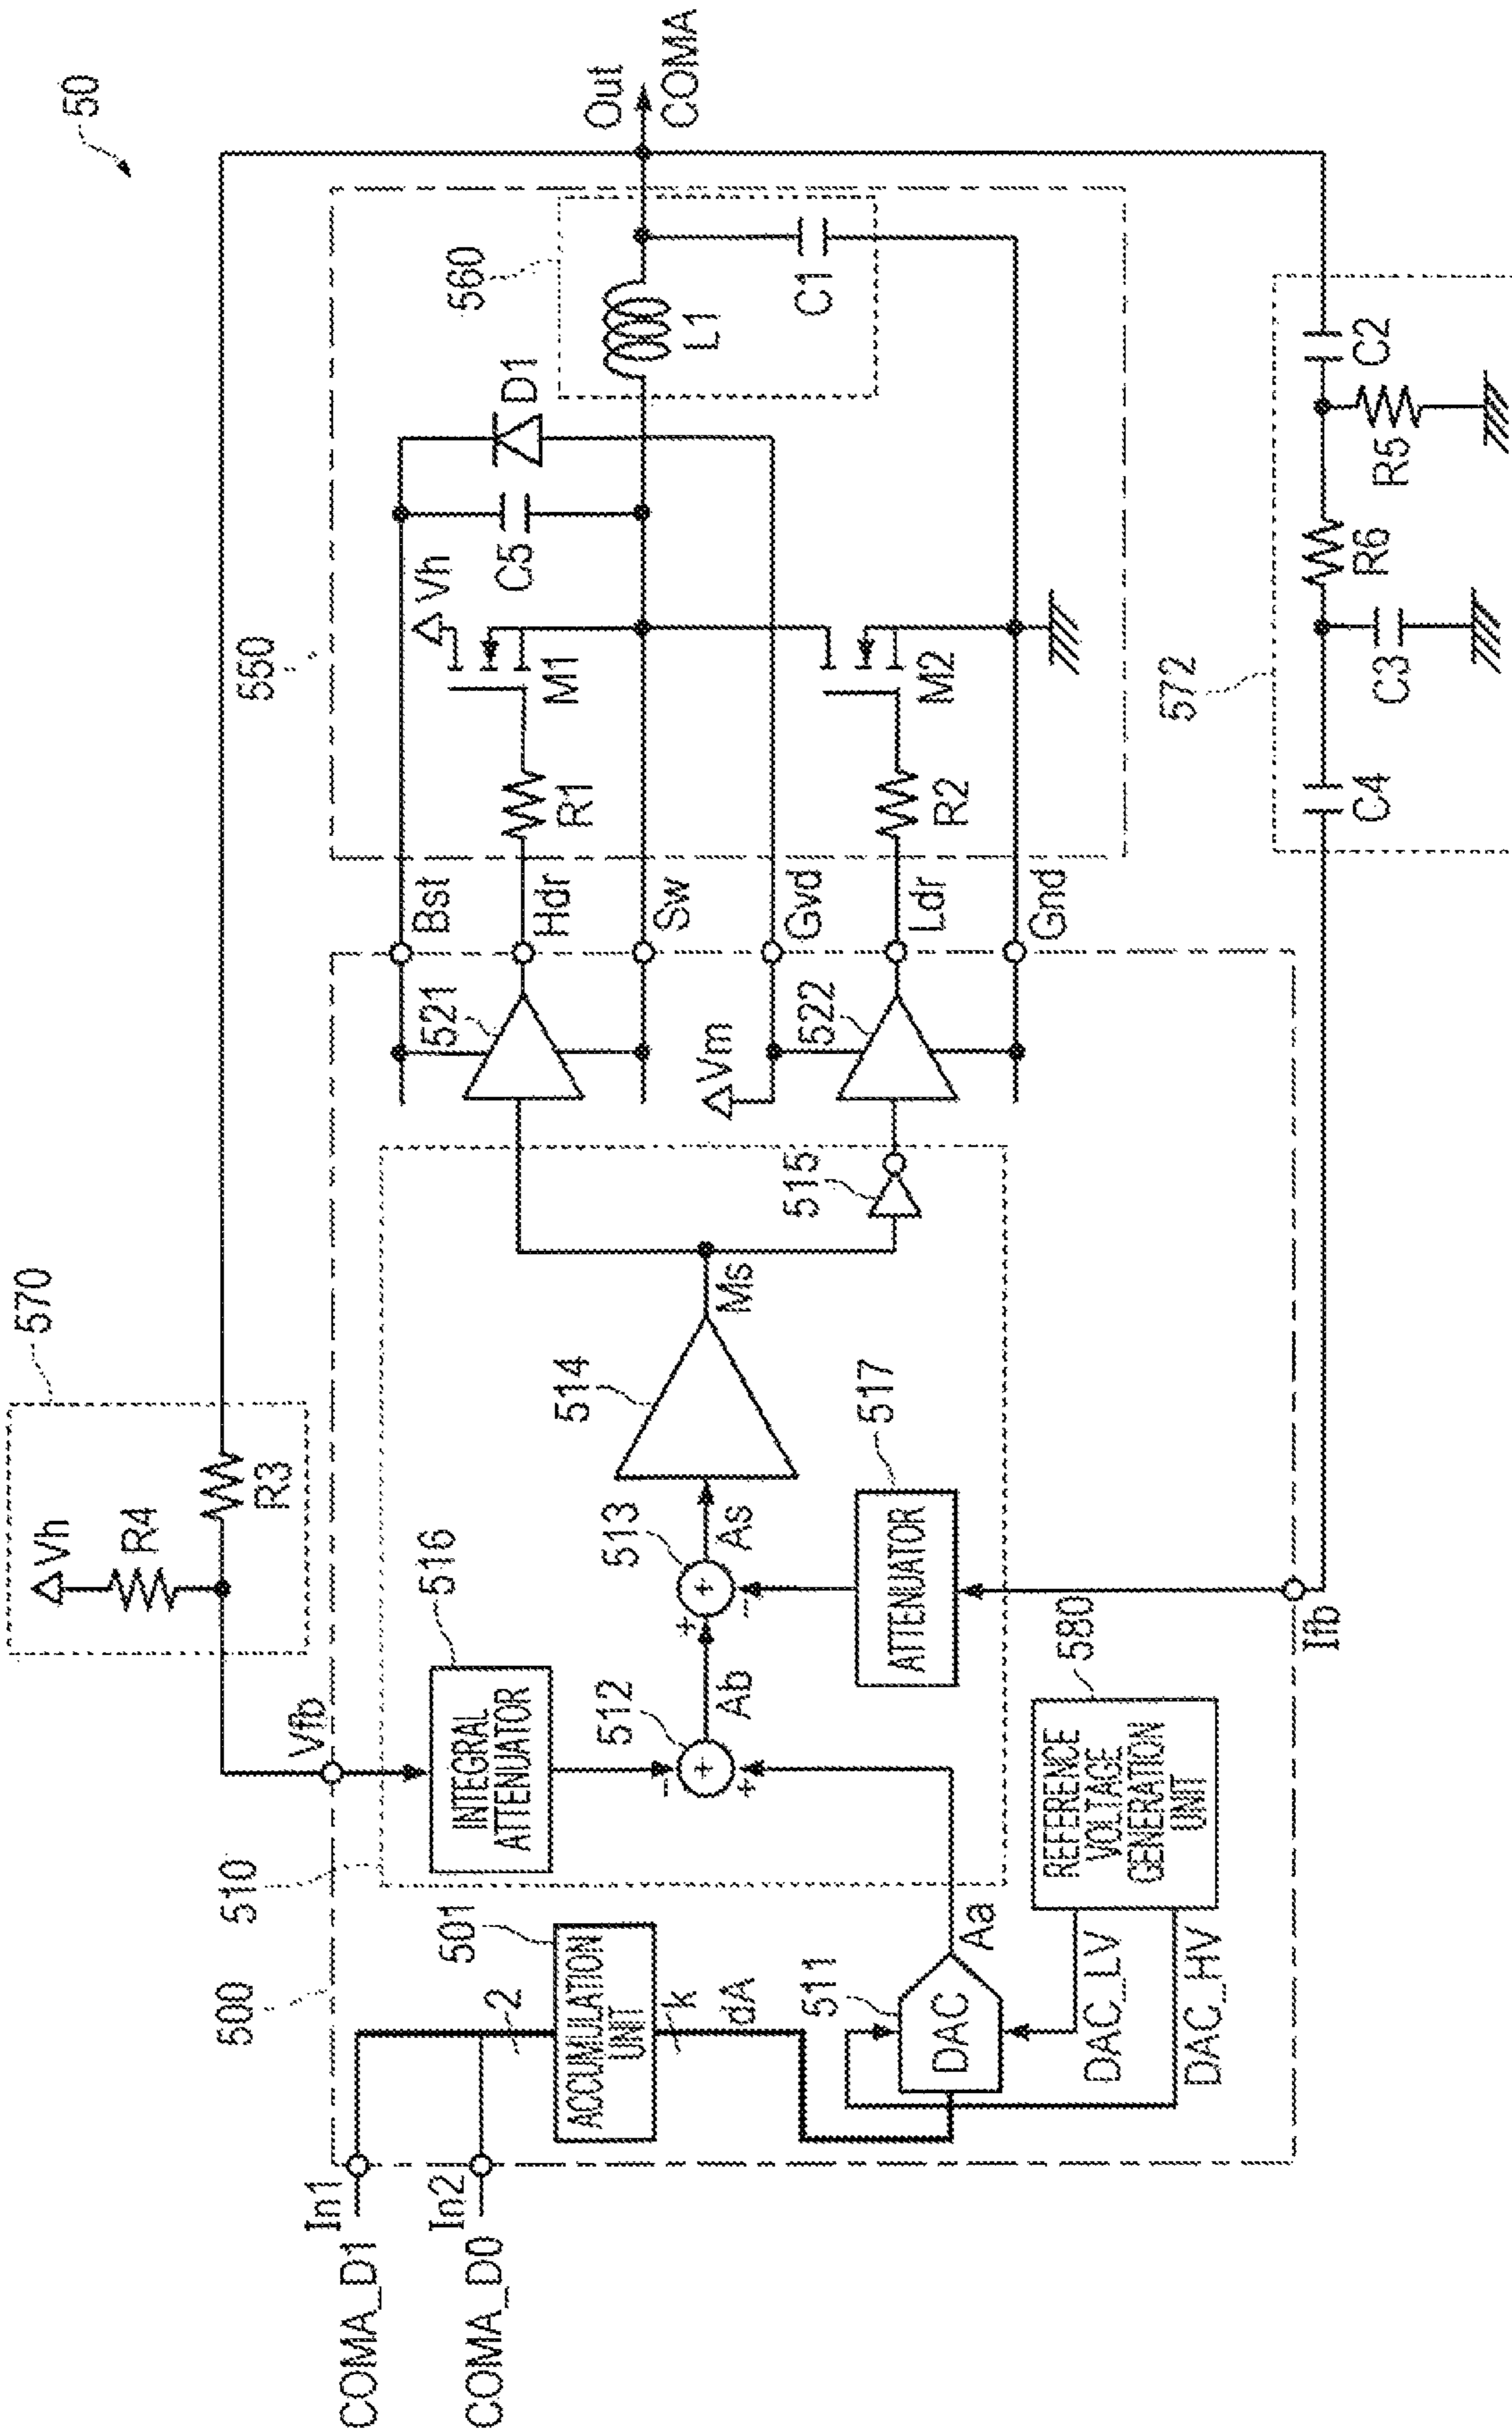 50
570
Vh
R4
R3
550
560
Out
COMA
D1
Vh
C5
L1
C1
M1
R1
M2
R2
Bst
Hdr
Sw
Gvd
Ldr
Gnd
521
522
Vm
515
Ms
514
513
As
517
ATTENUATOR
516
INTEGRAL
ATTENUATOR
Vfb
512
Ab
+
-
+
-
+
+
510
500
501
ACCUMULATION
UNIT
2
k
dA
511
DAC
Aa
DAC_LV
DAC_HV
580
REFERENCE
VOLTAGE
GENERATION
UNIT
Ifb
In1
COMA_D1
In2
COMA_D0
572
C4
C3
R6
R5
C2